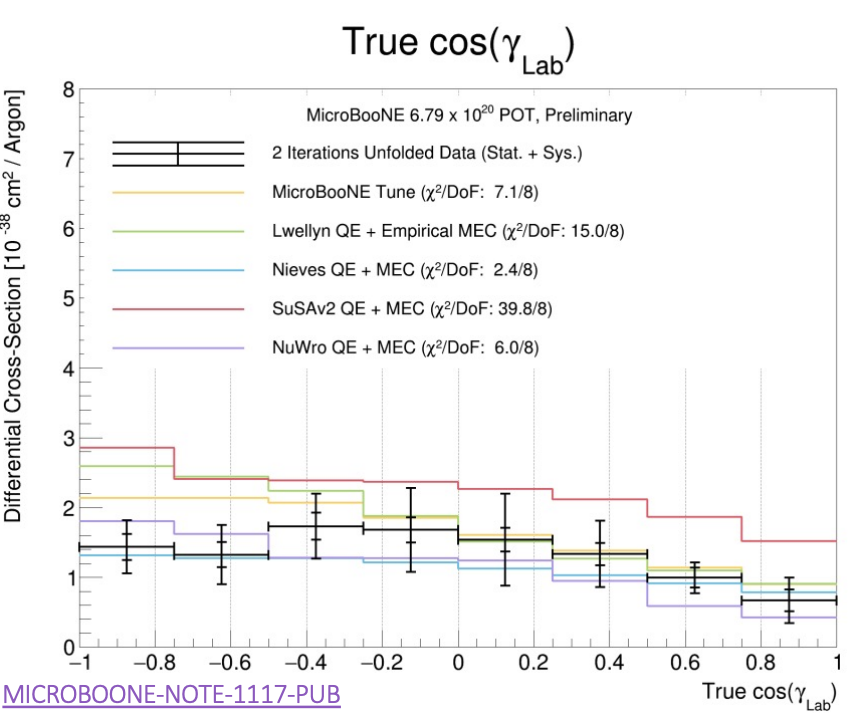 True cos(γ_Lab)
MicroBooNE 6.79 x 10²⁰ POT, Preliminary
2 Iterations Unfolded Data (Stat. + Sys.)
MicroBooNE Tune (χ²/DoF: 7.1/8)
Lwellyn QE + Empirical MEC (χ²/DoF: 15.0/8)
Nieves QE + MEC (χ²/DoF: 2.4/8)
SuSAv2 QE + MEC (χ²/DoF: 39.8/8)
NuWro QE + MEC (χ²/DoF: 6.0/8)
Differential Cross-Section [10⁻³⁸ cm² / Argon]
8
7
6
5
4
3
2
1
0
−1 −0.8 −0.6 −0.4 −0.2 0 0.2 0.4 0.6 0.8 1
True cos(γ_Lab)
MICROBOONE-NOTE-1117-PUB